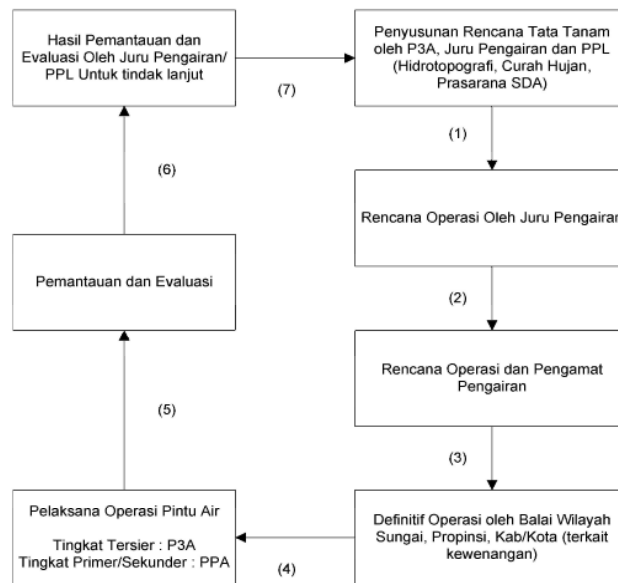 Hasil Pemantauan dan
Evaluasi Oleh Juru Pengairan/
PPL Untuk tindak lanjut
(7)
Penyusunan Rencana Tata Tanam
oleh P3A, Juru Pengairan dan PPL
(Hidrotopografi, Curah Hujan,
Prasarana SDA)
(1)
Rencana Operasi Oleh Juru Pengairan
(2)
Rencana Operasi dan Pengamat
Pengairan
(3)
Definitif Operasi oleh Balai Wilayah
Sungai, Propinsi, Kab/Kota (terkait
kewenangan)
(4)
Pelaksana Operasi Pintu Air
Tingkat Tersier : P3A
Tingkat Primer/Sekunder : PPA
(5)
Pemantauan dan Evaluasi
(6)